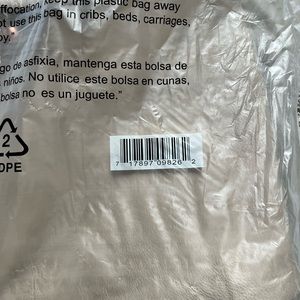 ffocation, keep this plastic bag away
ot use this bag in cribs, beds, carriages,
oy,"
go de asfixia, mantenga esta bolsa de
niños. No utilice este bolsa en cunas,
bolsa no es un juguete."
2
DPE
7 17897 09826 2